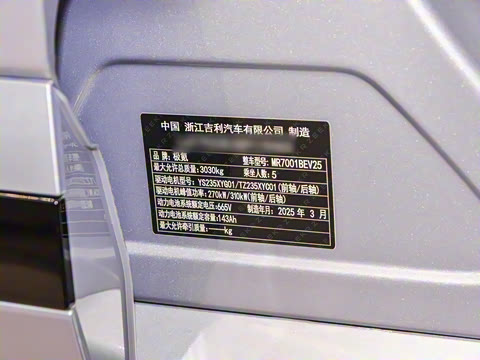 中国 浙江吉利汽车有限公司 制造
品牌:极氪 整车型号:MR7001BEV25
最大允许总质量:3030kg 乘坐人数:5
驱动电机型号:YS235XYG01/TZ235XYC01(前轴/后轴)
驱动电机峰值功率:270kW/310kW(前轴/后轴)
动力电池系统额定电压:665V 制造年月:2025 年 3 月
动力电池系统额定容量:143Ah
最大允许牵引质量:——kg